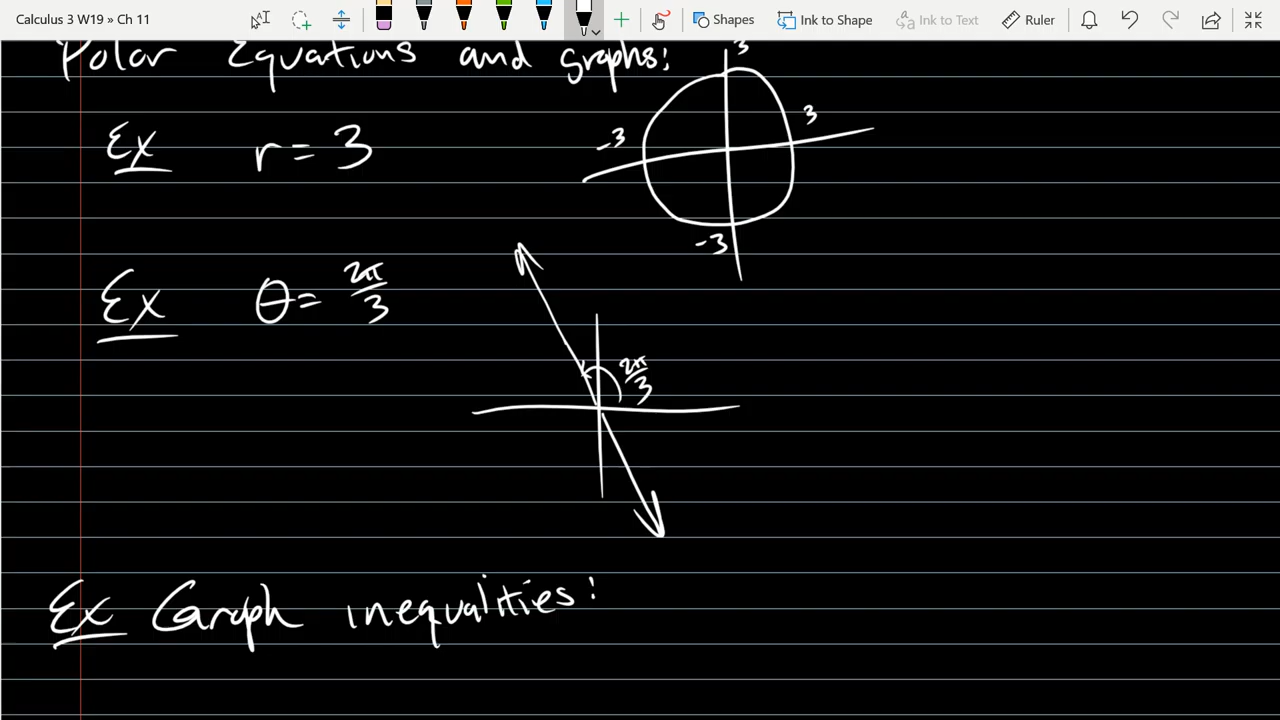 Calculus 3 W19 » Ch 11
Shapes
Ink to Shape
Ink to Text
Ruler
Polar Equations and graphs:
3
3
-3
-3
Ex r = 3
Ex θ = 2π/3
2π/3
Ex Graph inequalities: